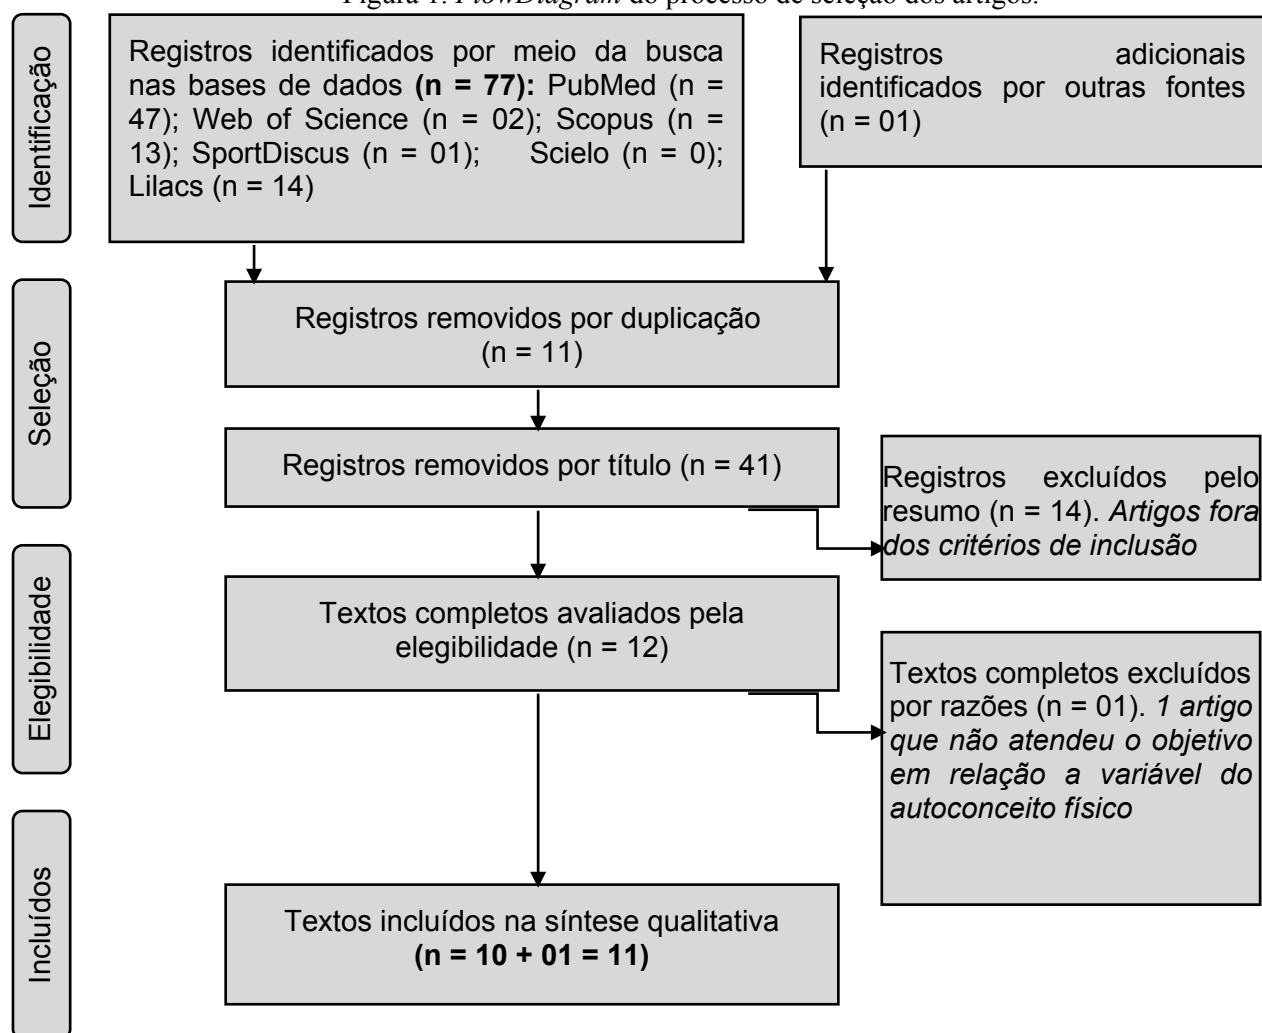 Figura 1. FlowDiagram do processo de seleção dos artigos.
Identificação
Registros identificados por meio da busca
nas bases de dados (n = 77): PubMed (n =
47); Web of Science (n = 02); Scopus (n =
13); SportDiscus (n = 01); Scielo (n = 0);
Lilacs (n = 14)
Registros adicionais
identificados por outras fontes
(n = 01)
Seleção
Registros removidos por duplicação
(n = 11)
Registros removidos por título (n = 41)
Registros excluídos pelo
resumo (n = 14). Artigos fora
dos critérios de inclusão
Elegibilidade
Textos completos avaliados pela
elegibilidade (n = 12)
Textos completos excluídos
por razões (n = 01). 1 artigo
que não atendeu o objetivo
em relação a variável do
autoconceito físico
Incluídos
Textos incluídos na síntese qualitativa
(n = 10 + 01 = 11)